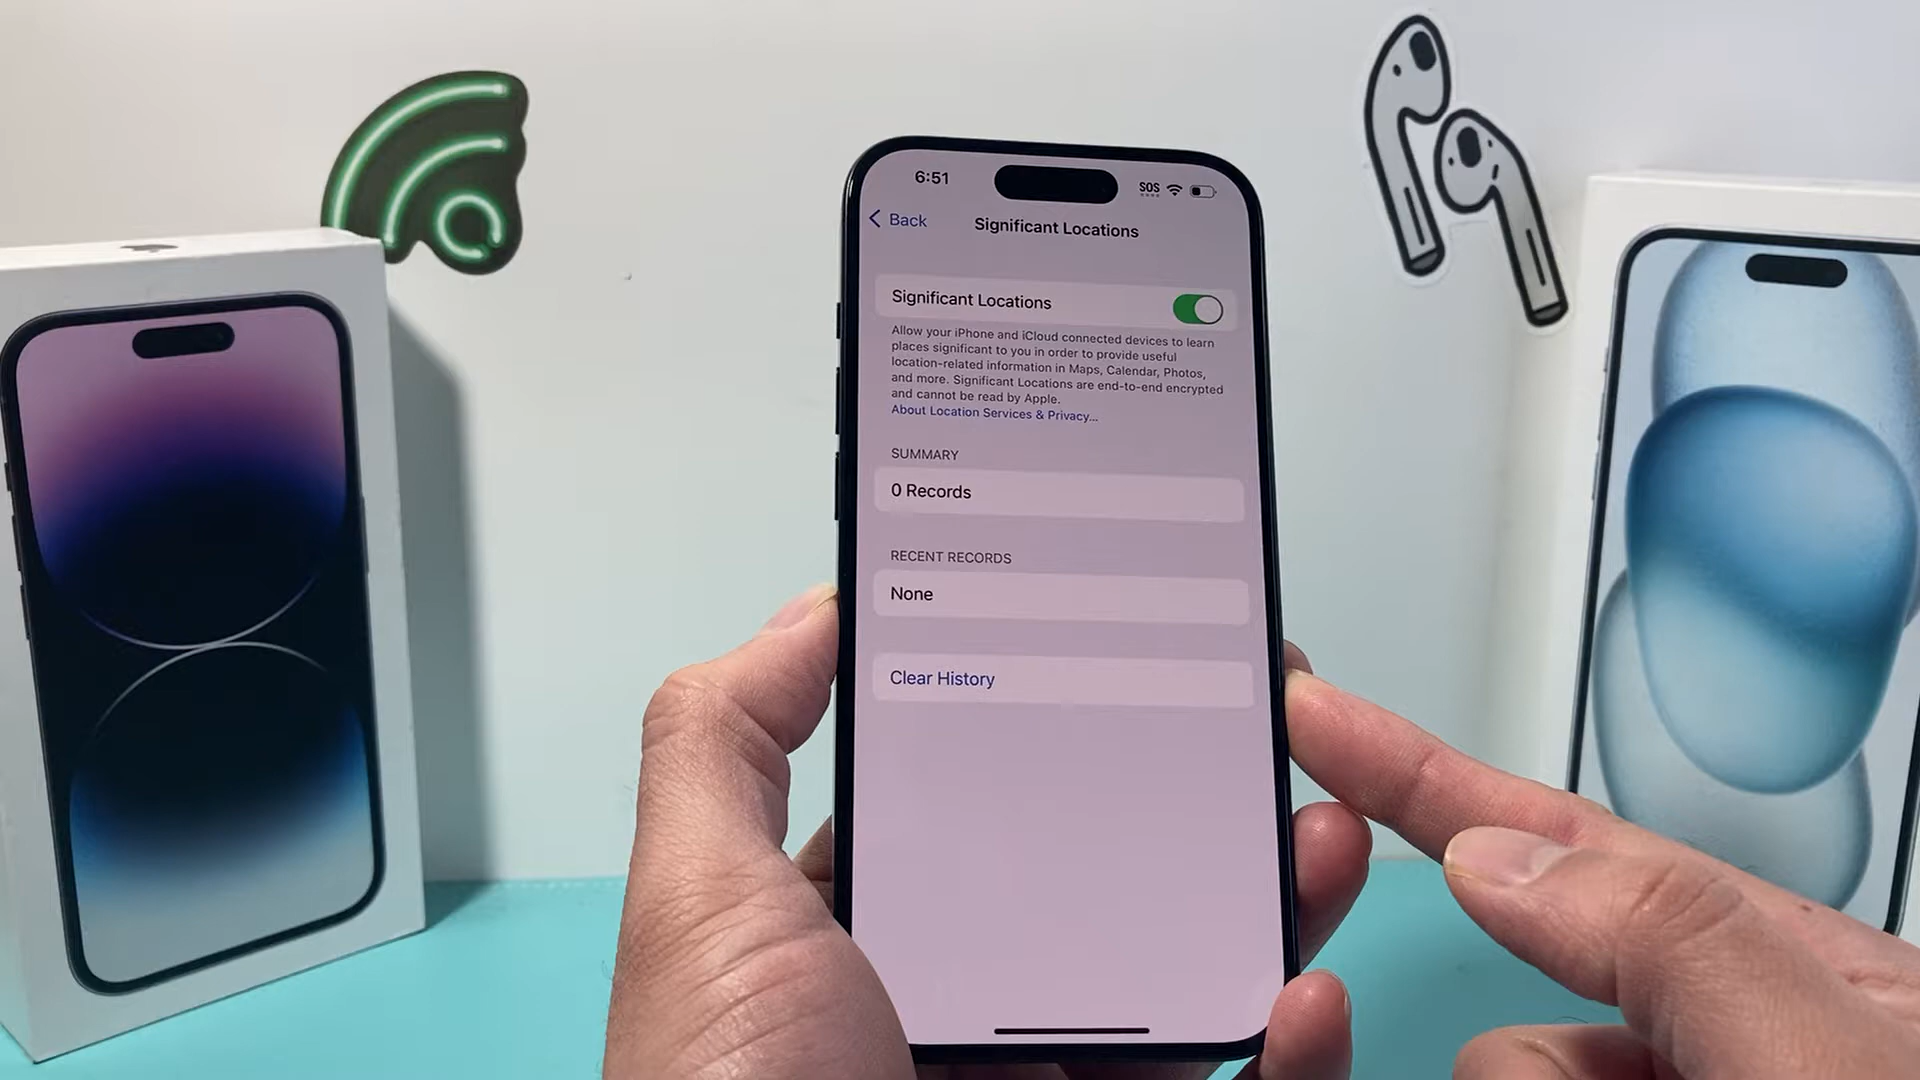 6:51
SOS
Back
Significant Locations
Significant Locations
Allow your iPhone and iCloud connected devices to learn
places significant to you in order to provide useful
location-related information in Maps, Calendar, Photos,
and more. Significant Locations are end-to-end encrypted
and cannot be read by Apple.
About Location Services & Privacy...
SUMMARY
0 Records
RECENT RECORDS
None
Clear History